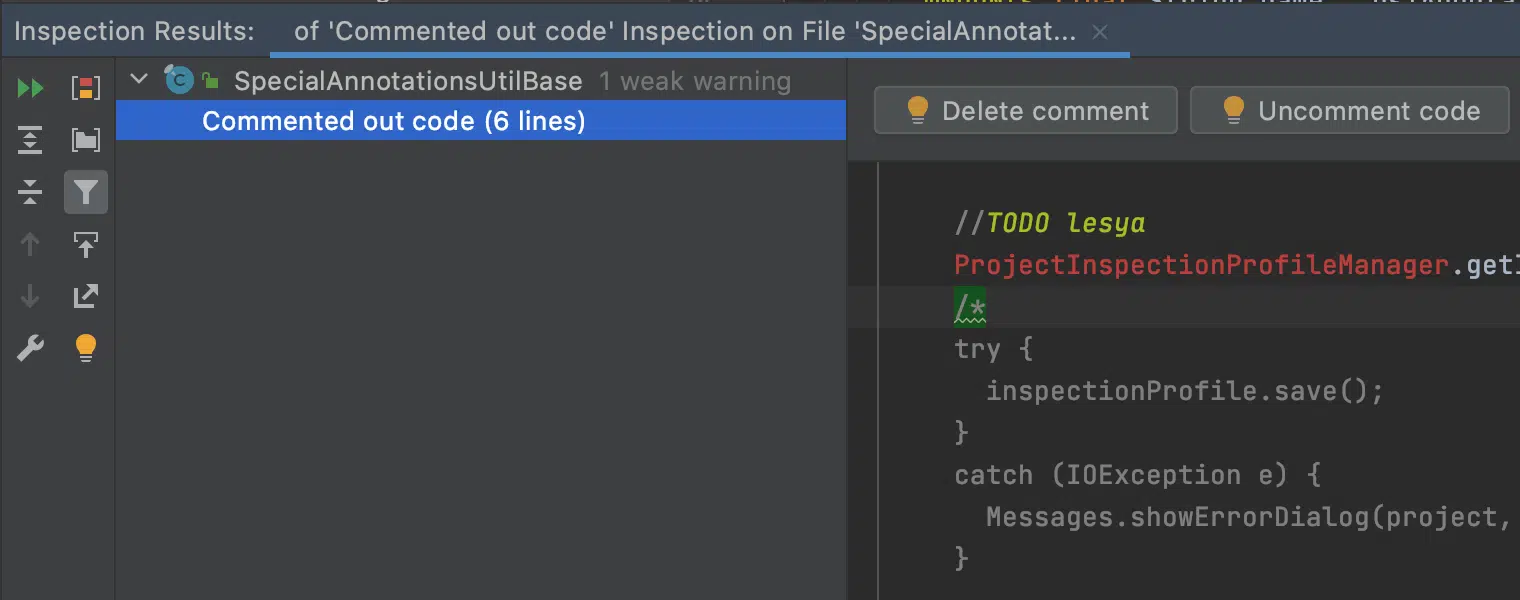 Inspection Results: of 'Commented out code' Inspection on File 'SpecialAnnotat... ×
SpecialAnnotationsUtilBase 1 weak warning
Commented out code (6 lines)
Delete comment Uncomment code
//TODO lesya
ProjectInspectionProfileManager.get
/*
try {
inspectionProfile.save();
}
catch (IOException e) {
Messages.showErrorDialog(project,
}